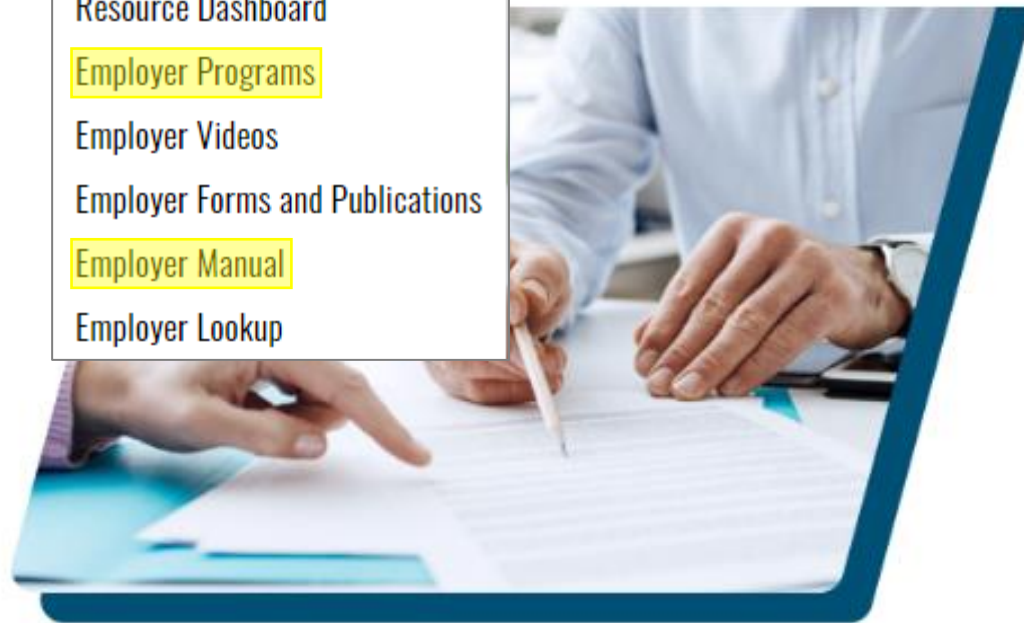 Resource Dashboard
Employer Programs
Employer Videos
Employer Forms and Publications
Employer Manual
Employer Lookup